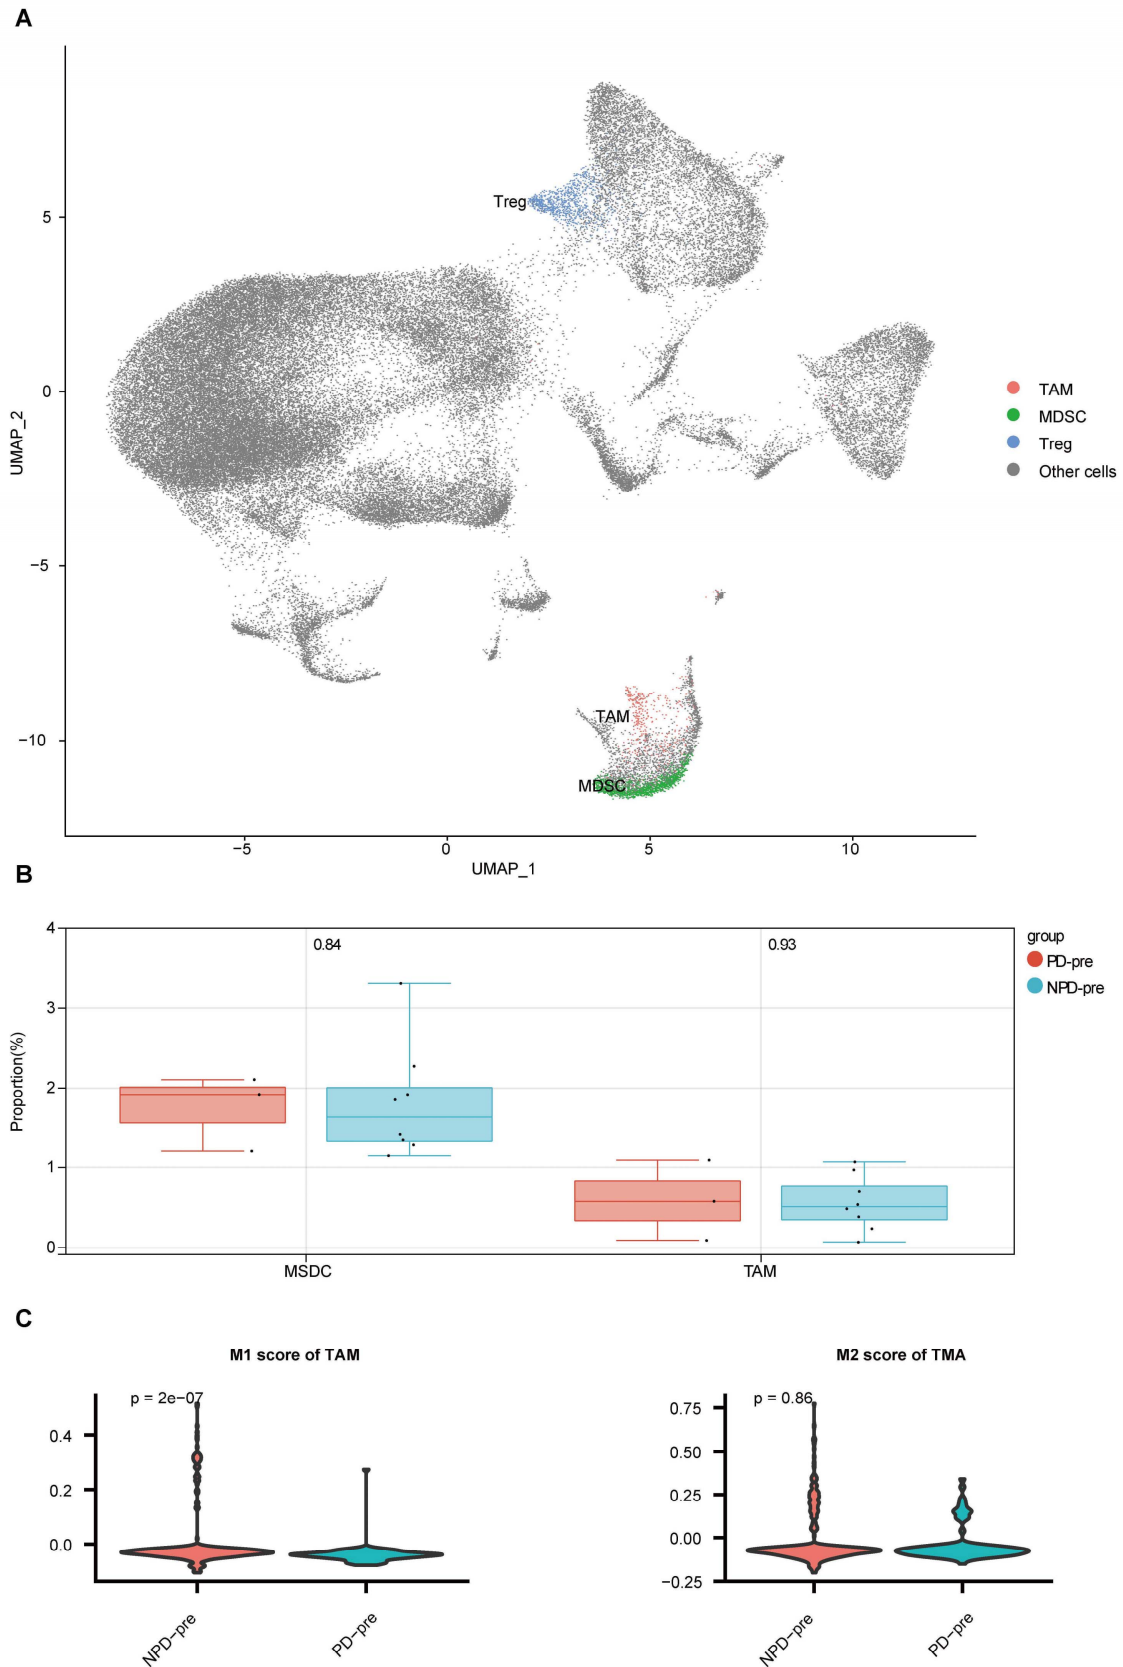 A
5
0
−5
−10
UMAP_2
Treg
TAM
MDSC
TAM
MDSC
Treg
Other cells
−5
0
5
10
UMAP_1
B
4
3
2
1
0
Proportion(%)
0.84
0.93
MSDC
TAM
group
PD-pre
NPD-pre
C
M1 score of TAM
p = 2e−07
0.4
0.2
0.0
NPD−pre
PD−pre
M2 score of TMA
p = 0.86
0.75
0.50
0.25
0.00
−0.25
NPD−pre
PD−pre